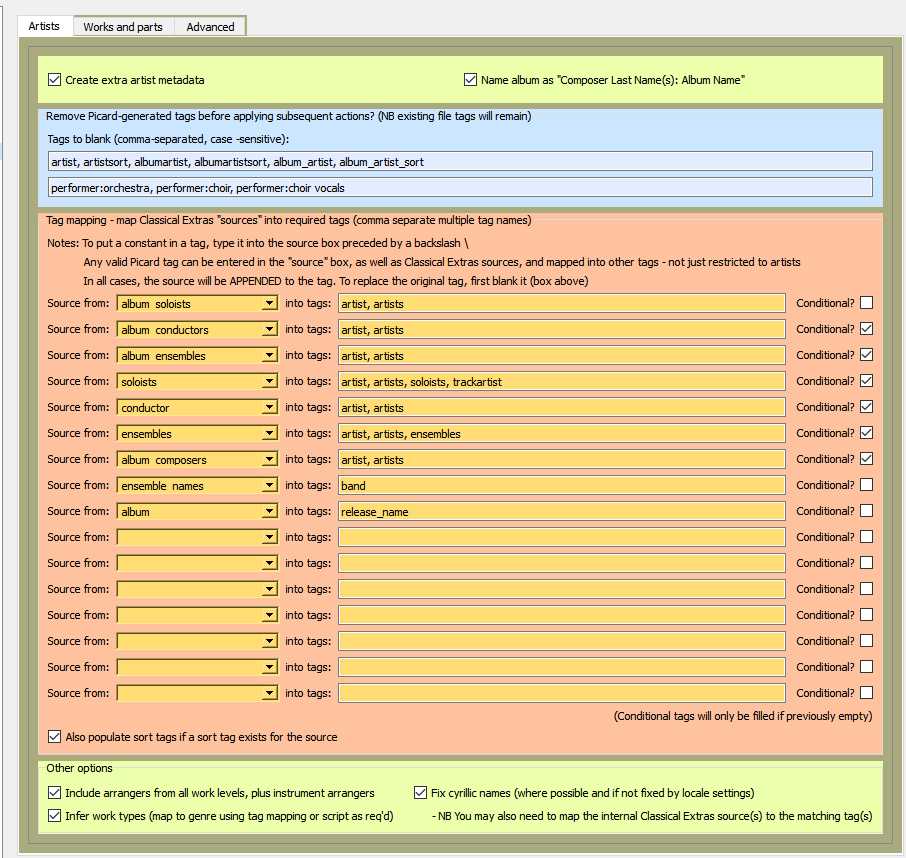 Artists Works and parts Advanced
Create extra artist metadata Name album as "Composer Last Name(s): Album Name"
Remove Picard-generated tags before applying subsequent actions? (NB existing file tags will remain)
Tags to blank (comma-separated, case -sensitive):
artist, artistsort, albumartist, albumartistsort, album_artist, album_artist_sort
performer:orchestra, performer:choir, performer:choir vocals
Tag mapping - map Classical Extras "sources" into required tags (comma separate multiple tag names)
Notes: To put a constant in a tag, type it into the source box preceded by a backslash \
Any valid Picard tag can be entered in the "source" box, as well as Classical Extras sources, and mapped into other tags - not just restricted to artists
In all cases, the source will be APPENDED to the tag. To replace the original tag, first blank it (box above)
Source from: album_soloists into tags: artist, artists Conditional?
Source from: album_conductors into tags: artist, artists Conditional?
Source from: album_ensembles into tags: artist, artists Conditional?
Source from: soloists into tags: artist, artists, soloists, trackartist Conditional?
Source from: conductor into tags: artist, artists Conditional?
Source from: ensembles into tags: artist, artists, ensembles Conditional?
Source from: album_composers into tags: artist, artists Conditional?
Source from: ensemble_names into tags: band Conditional?
Source from: album into tags: release_name Conditional?
Source from: into tags: Conditional?
Source from: into tags: Conditional?
Source from: into tags: Conditional?
Source from: into tags: Conditional?
Source from: into tags: Conditional?
Source from: into tags: Conditional?
Source from: into tags: Conditional?
(Conditional tags will only be filled if previously empty)
Also populate sort tags if a sort tag exists for the source
Other options
Include arrangers from all work levels, plus instrument arrangers Fix cyrillic names (where possible and if not fixed by locale settings)
Infer work types (map to genre using tag mapping or script as req'd) - NB You may also need to map the internal Classical Extras source(s) to the matching tag(s)